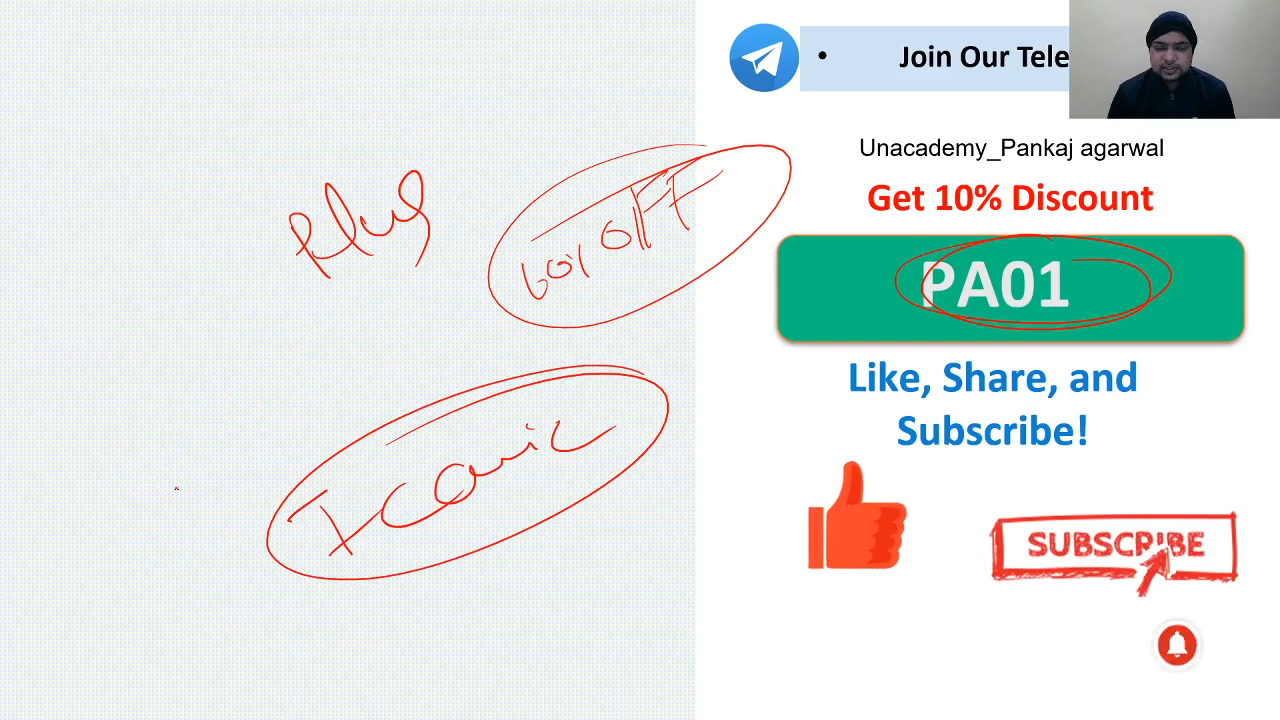 Plus
60% OFF
Iconic
• Join Our Tele
Unacademy_Pankaj agarwal
Get 10% Discount
PA01
Like, Share, and
Subscribe!
SUBSCRIBE